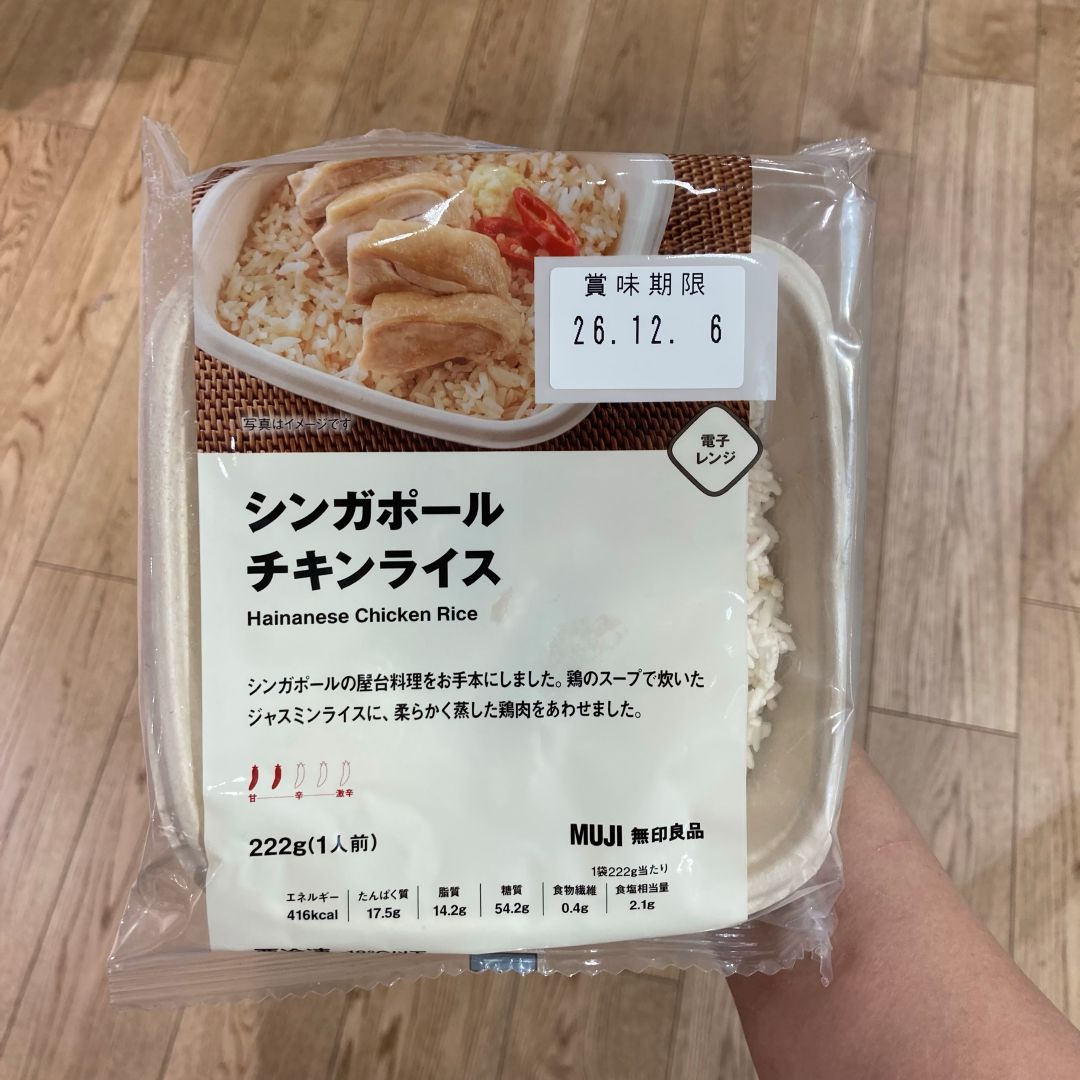 賞味期限
26.12. 6
写真はイメージです
電子
レンジ
シンガポール
チキンライス
Hainanese Chicken Rice
シンガポールの屋台料理をお手本にしました。鶏のスープで炊いた
ジャスミンライスに、柔らかく蒸した鶏肉をあわせました。
甘 辛 激辛
222g(1人前)
MUJI 無印良品
1袋222g当たり
エネルギー たんぱく質 脂質 糖質 食物繊維 食塩相当量
416kcal 17.5g 14.2g 54.2g 0.4g 2.1g